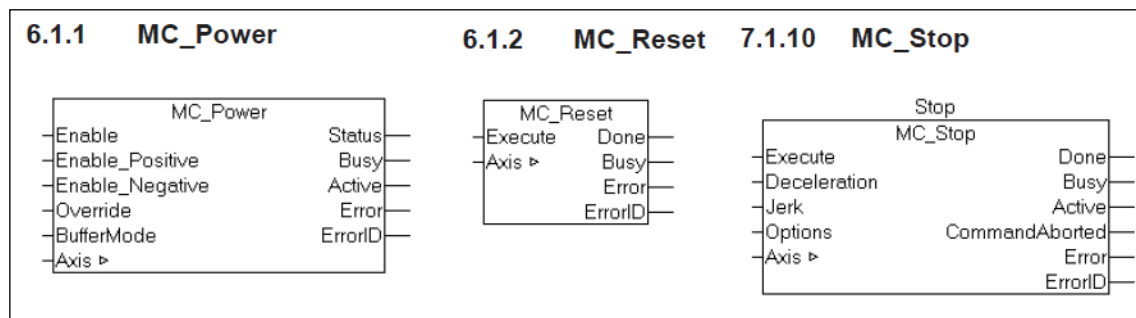 6.1.1 MC_Power
6.1.2 MC_Reset
7.1.10 MC_Stop
MC_Power
Enable Status
Enable_Positive Busy
Enable_Negative Active
Override Error
BufferMode ErrorID
Axis
MC_Reset
Execute Done
Axis Busy
Error
ErrorID
Stop
MC_Stop
Execute Done
Deceleration Busy
Jerk Active
Options CommandAborted
Axis Error
ErrorID